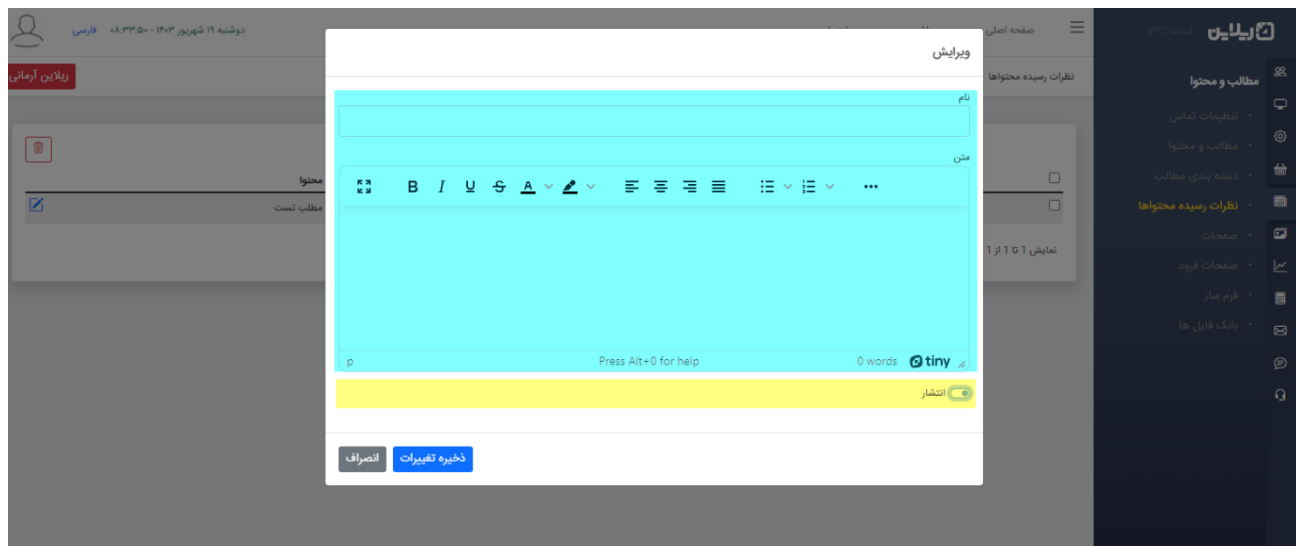 ریلاین
صفحه اصلی
دوشنبه ۱۹ شهریور ۱۴۰۳ - ۰۸:۳۳:۵۰
فارسی
ویرایش
نظرات رسیده محتواها
ریلاین آرمانی
مطالب و محتوا
تنظیمات تماس
مطالب و محتوا
دسته بندی مطالب
نظرات رسیده محتواها
صفحات
صفحات فرود
فرم ساز
بانک فایل ها
نام
متن
محتوا
مطلب تست
نمایش 1 تا 1 از 1
p
Press Alt+0 for help
0 words
tiny
انتشار
ذخیره تغییرات
انصراف